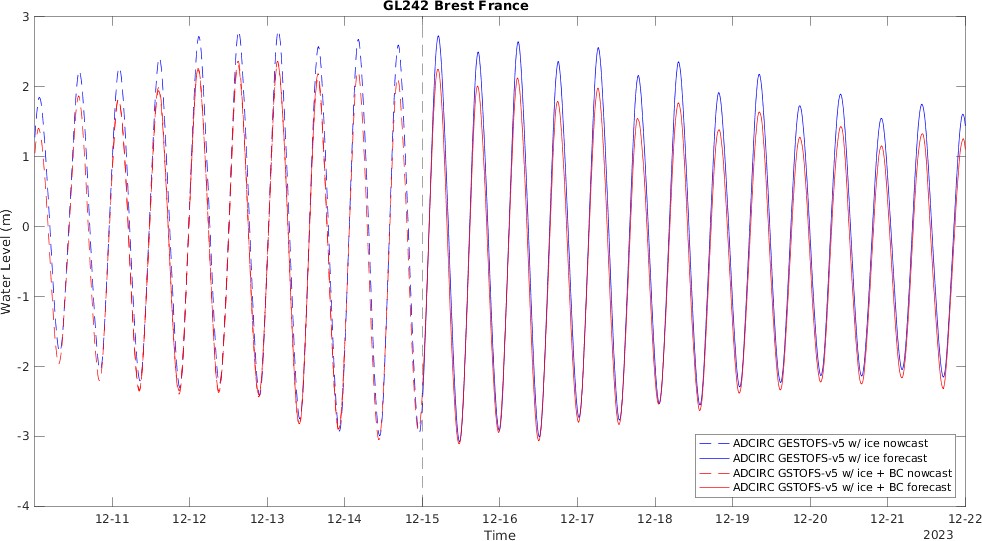 GL242 Brest France
3
2
1
0
-1
-2
-3
-4
Water Level (m)
ADCIRC GESTOFS-v5 w/ ice nowcast
ADCIRC GESTOFS-v5 w/ ice forecast
ADCIRC GSTOFS-v5 w/ ice + BC nowcast
ADCIRC GSTOFS-v5 w/ ice + BC forecast
12-11 12-12 12-13 12-14 12-15 12-16 12-17 12-18 12-19 12-20 12-21 12-22
Time
2023